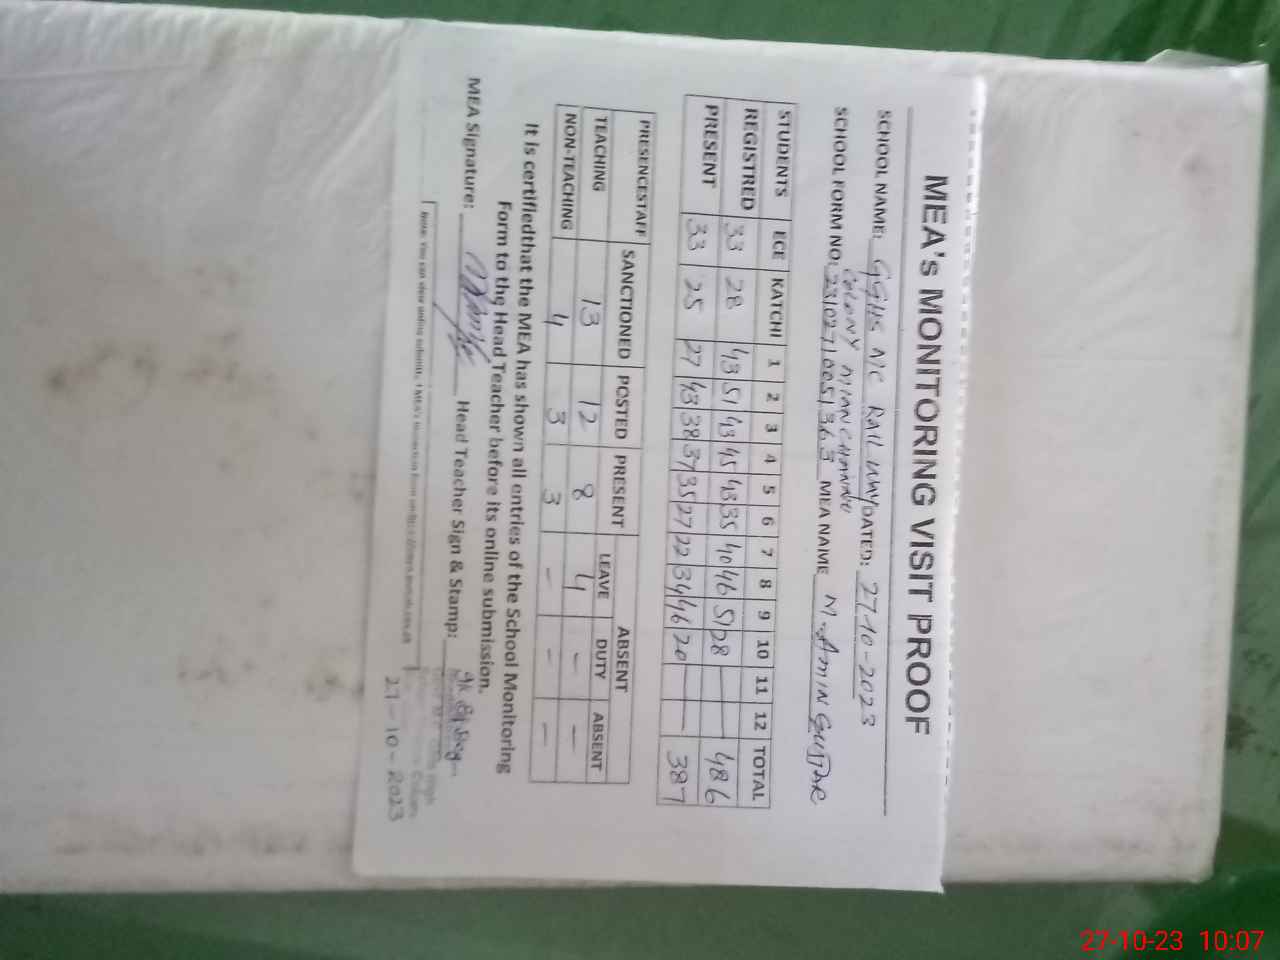 MEA's MONITORING VISIT PROOF
SCHOOL NAME: GGHS M/C RAILWAY DATED: 27-10-2023
COLONY MIANCHANNU
SCHOOL FORM NO: 23102710051363 MEA NAME M. AMIN GUJJAR
STUDENTS ECE KATCHI 1 2 3 4 5 6 7 8 9 10 11 12 TOTAL
REGISTRED 33 28 43 51 43 45 43 35 40 46 51 28 — — 486
PRESENT 33 25 27 43 38 37 35 27 22 34 46 20 — — 387
PRESENCESTAFF SANCTIONED POSTED PRESENT ABSENT
LEAVE DUTY ABSENT
TEACHING 13 12 8 4 – –
NON-TEACHING 4 3 3 – – –
It is certifiedthat the MEA has shown all entries of the School Monitoring
Form to the Head Teacher before its online submission.
MEA Signature: Head Teacher Sign & Stamp:
27-10-2023
27-10-23 10:07